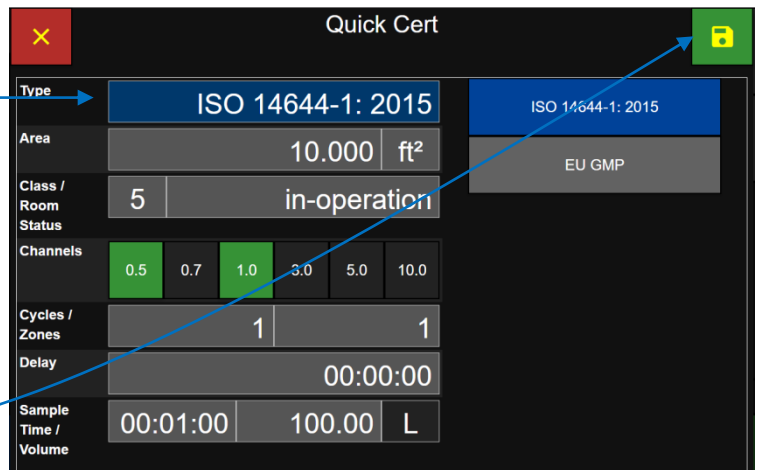 Quick Cert
Type
ISO 14644-1: 2015
ISO 14644-1: 2015
Area
10.000 ft²
EU GMP
Class /
Room
Status
5 in-operation
Channels
0.5 0.7 1.0 3.0 5.0 10.0
Cycles /
Zones
1 1
Delay
00:00:00
Sample
Time /
Volume
00:01:00 100.00 L